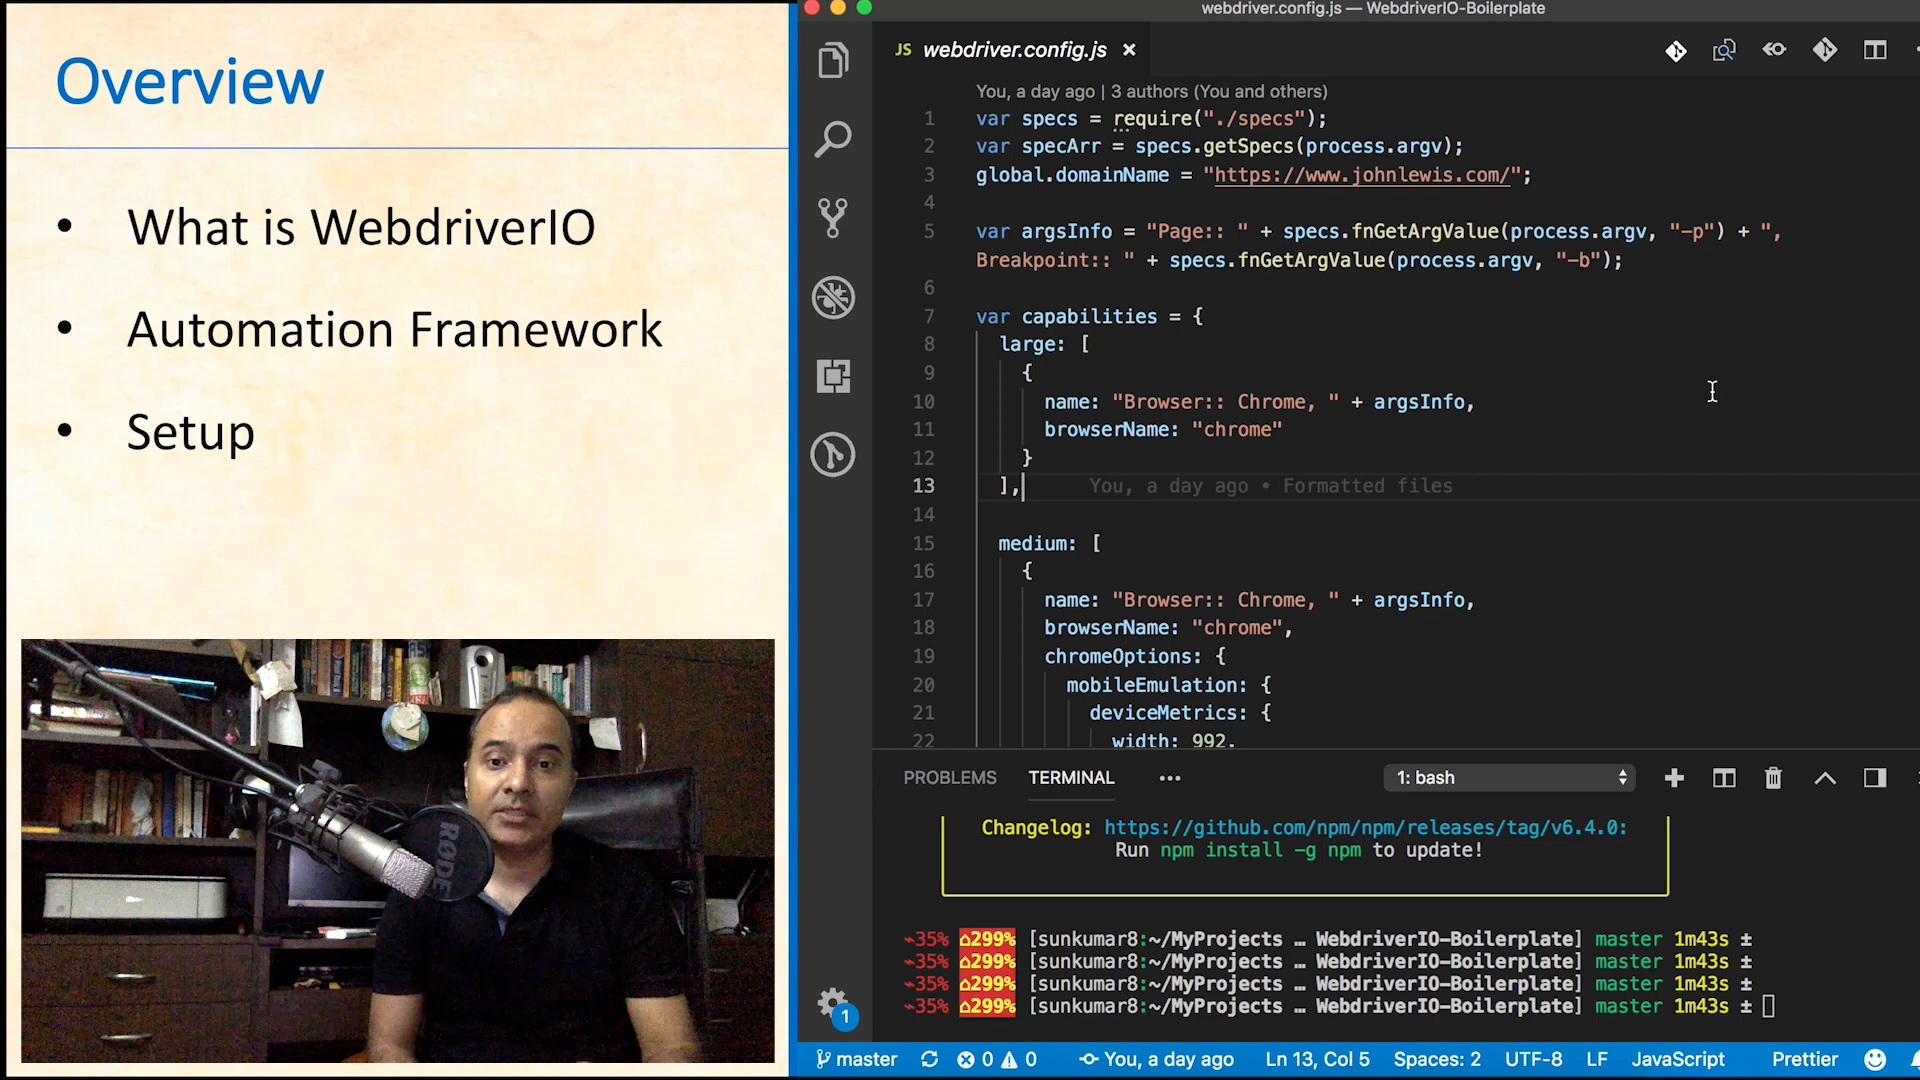 Overview
• What is WebdriverIO
• Automation Framework
• Setup
RØDE
webdriver.config.js — WebdriverIO-Boilerplate
JS webdriver.config.js ×
You, a day ago | 3 authors (You and others)
1 var specs = require("./specs");
2 var specArr = specs.getSpecs(process.argv);
3 global.domainName = "https://www.johnlewis.com/";
4
5 var argsInfo = "Page:: " + specs.fnGetArgValue(process.argv, "-p") + ",
Breakpoint:: " + specs.fnGetArgValue(process.argv, "-b");
6
7 var capabilities = {
8 large: [
9 {
10 name: "Browser:: Chrome, " + argsInfo,
11 browserName: "chrome"
12 }
13 ], You, a day ago • Formatted files
14
15 medium: [
16 {
17 name: "Browser:: Chrome, " + argsInfo,
18 browserName: "chrome",
19 chromeOptions: {
20 mobileEmulation: {
21 deviceMetrics: {
22 width: 992,
PROBLEMS TERMINAL ••• 1: bash
Changelog: https://github.com/npm/npm/releases/tag/v6.4.0:
Run npm install -g npm to update!
⌁35% ⌂299% [sunkumar8:~/MyProjects … WebdriverIO-Boilerplate] master 1m43s ±
⌁35% ⌂299% [sunkumar8:~/MyProjects … WebdriverIO-Boilerplate] master 1m43s ±
⌁35% ⌂299% [sunkumar8:~/MyProjects … WebdriverIO-Boilerplate] master 1m43s ±
⌁35% ⌂299% [sunkumar8:~/MyProjects … WebdriverIO-Boilerplate] master 1m43s ±
1
master 0 0 You, a day ago Ln 13, Col 5 Spaces: 2 UTF-8 LF JavaScript Prettier